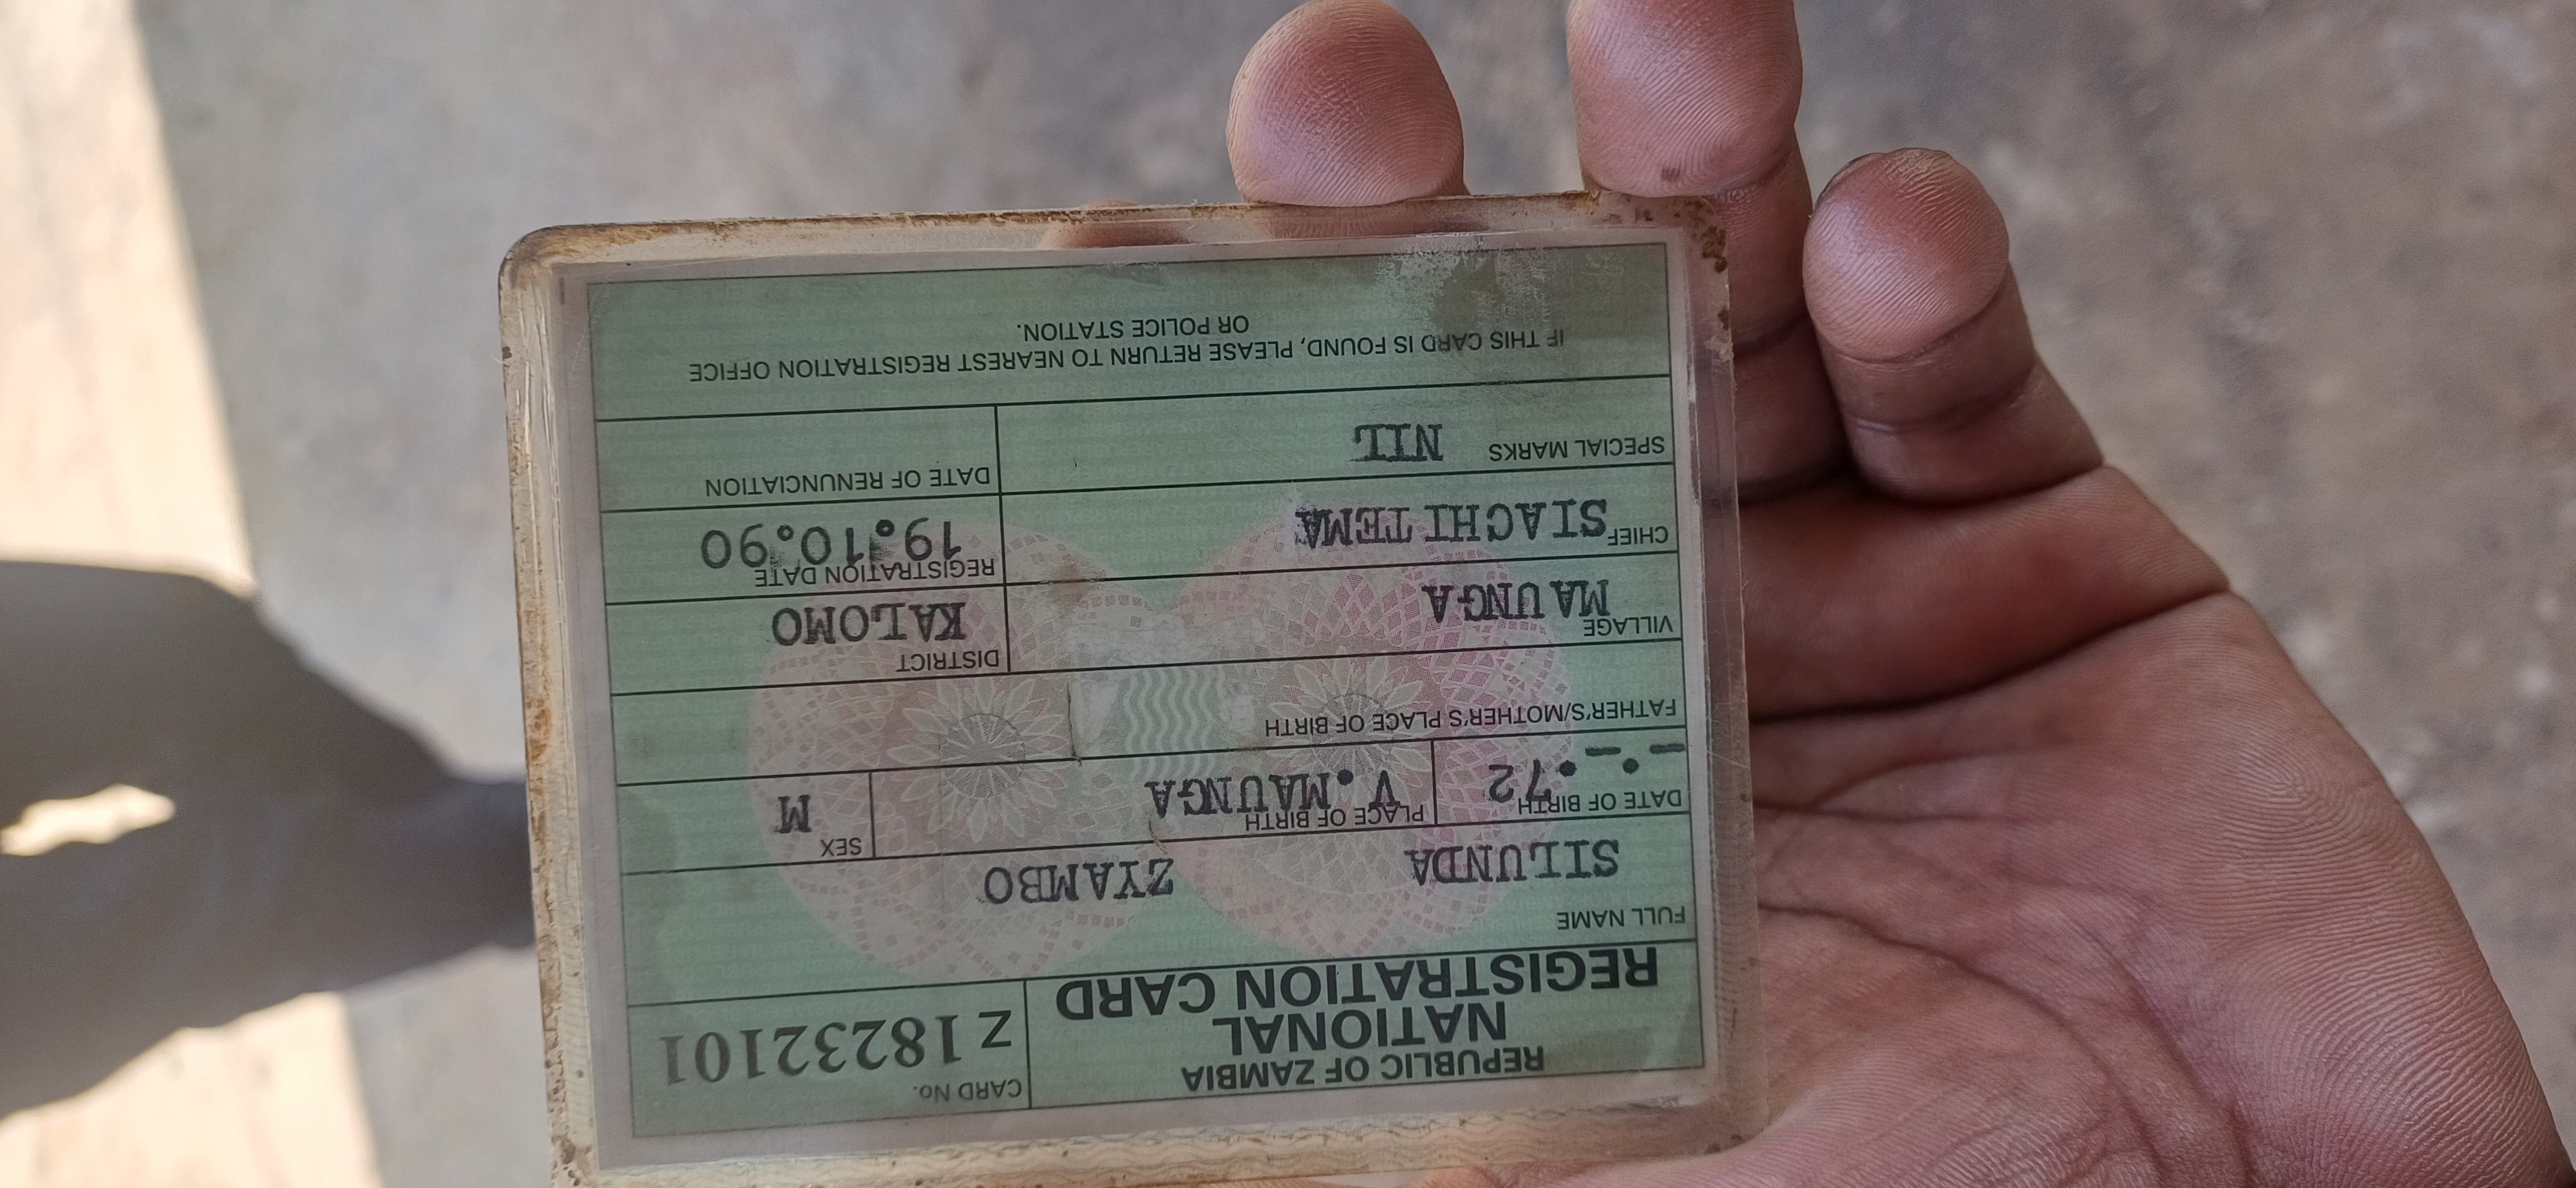 REPUBLIC OF ZAMBIA
NATIONAL
REGISTRATION CARD
CARD No.
Z 18232101
FULL NAME
SILUNDA ZYAMBO
DATE OF BIRTH
-.-.72
PLACE OF BIRTH
V.MAUNGA
SEX
M
FATHER'S/MOTHER'S PLACE OF BIRTH
VILLAGE
MAUNGA
DISTRICT
KALOMO
CHIEF SIACHITEMA
REGISTRATION DATE
19.10.90
SPECIAL MARKS NIL
DATE OF RENUNCIATION
IF THIS CARD IS FOUND, PLEASE RETURN TO NEAREST REGISTRATION OFFICE
OR POLICE STATION.